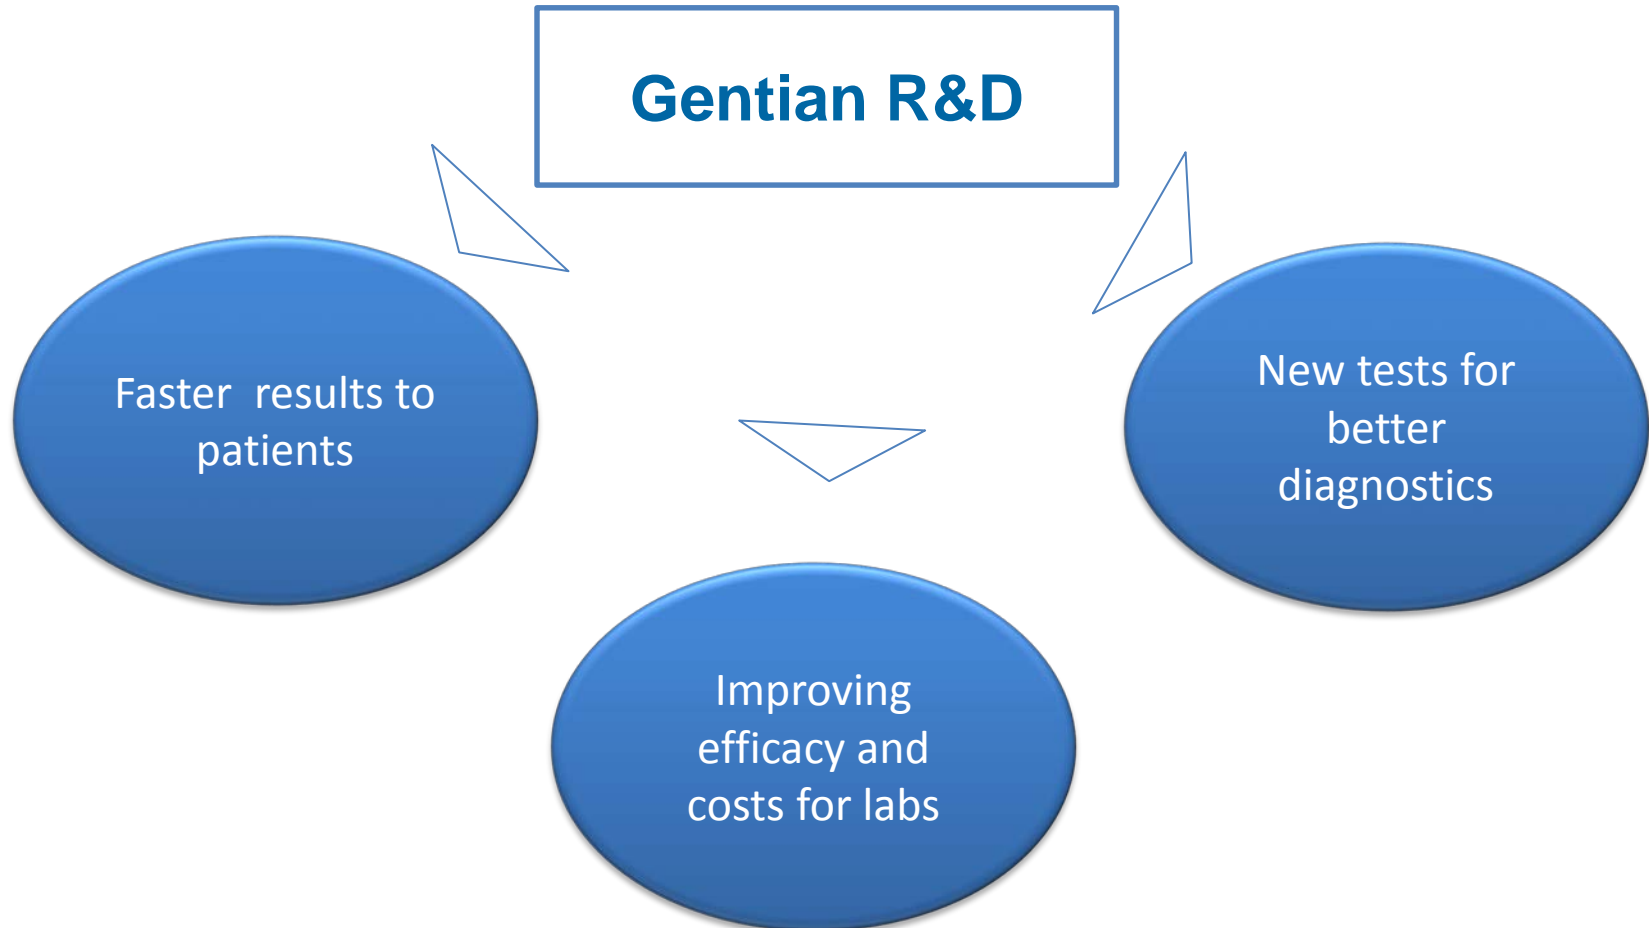 Gentian R&D
Faster  results to
patients
New tests for
better
diagnostics
Improving
efficacy and
costs for labs